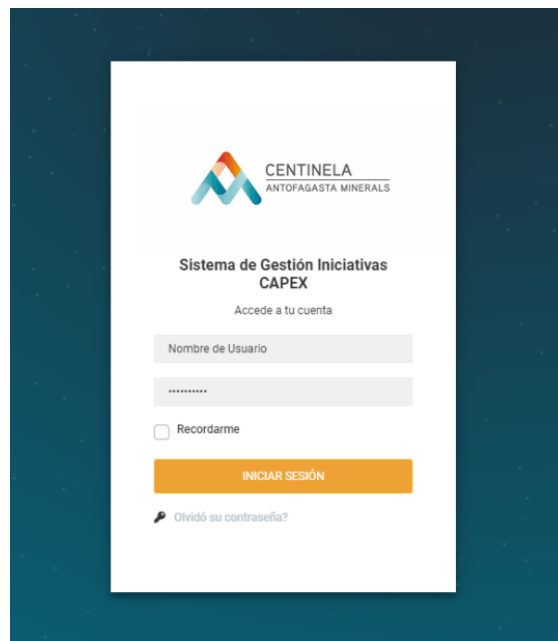 CENTINELA
ANTOFAGASTA MINERALS
Sistema de Gestión Iniciativas
CAPEX
Accede a tu cuenta
Nombre de Usuario
••••••••••
Recordarme
INICIAR SESIÓN
Olvidó su contraseña?